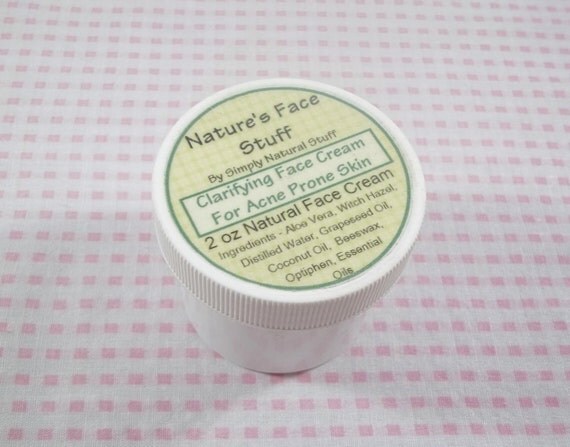 Nature's Face
Stuff
By Simply Natural Stuff
Clarifying Face Cream
For Acne Prone Skin
2 oz Natural Face Cream
Ingredients - Aloe Vera, Witch Hazel,
Distilled Water, Grapeseed Oil,
Coconut Oil, Beeswax,
Optiphen, Essential
Oils